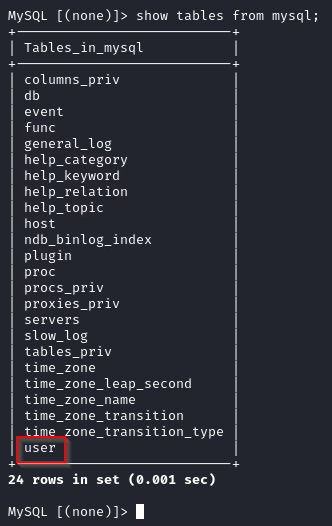 MySQL [(none)]> show tables from mysql;
+---------------------------+
| Tables_in_mysql           |
+---------------------------+
| columns_priv              |
| db                        |
| event                     |
| func                      |
| general_log               |
| help_category             |
| help_keyword              |
| help_relation             |
| help_topic                |
| host                      |
| ndb_binlog_index          |
| plugin                    |
| proc                      |
| procs_priv                |
| proxies_priv              |
| servers                   |
| slow_log                  |
| tables_priv               |
| time_zone                 |
| time_zone_leap_second     |
| time_zone_name            |
| time_zone_transition      |
| time_zone_transition_type |
| user                      |
+---------------------------+
24 rows in set (0.001 sec)
MySQL [(none)]>